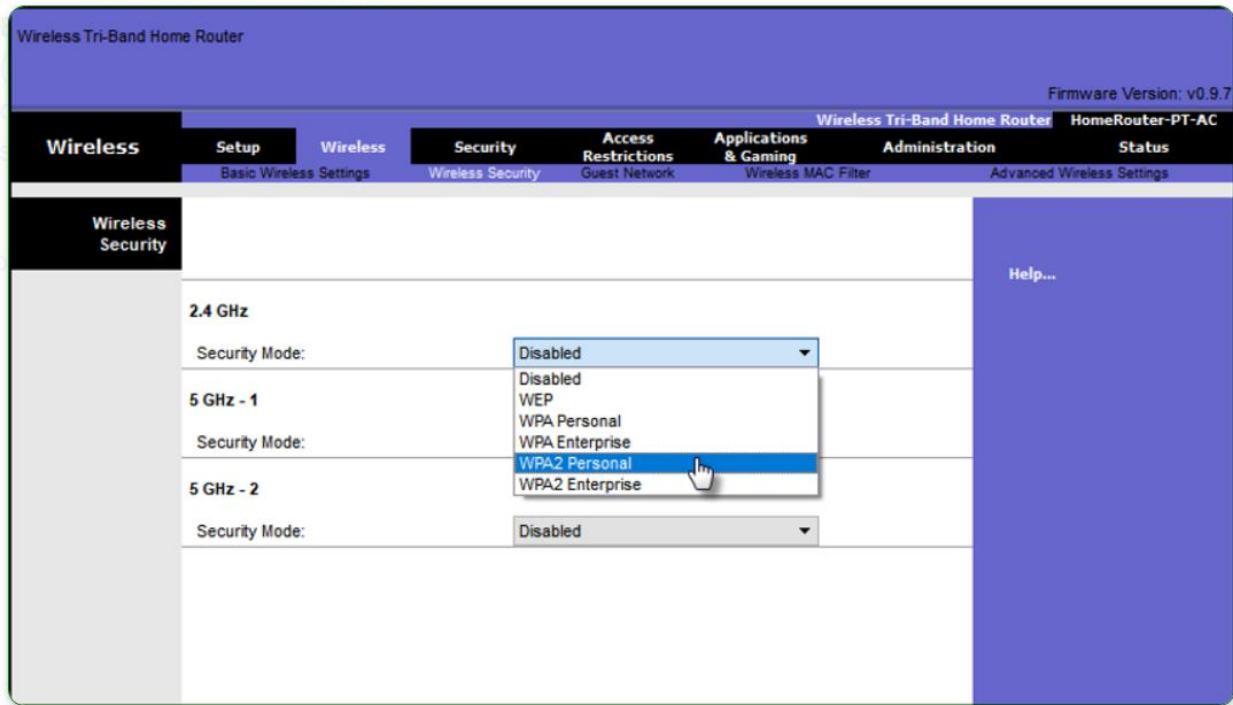 Wireless Tri-Band Home Router
Firmware Version: v0.9.7
Wireless Tri-Band Home Router HomeRouter-PT-AC
Wireless
Setup Wireless Security Access Restrictions Applications & Gaming Administration Status
Basic Wireless Settings Wireless Security Guest Network Wireless MAC Filter Advanced Wireless Settings
Wireless
Security
Help...
2.4 GHz
Security Mode: Disabled
Disabled
WEP
WPA Personal
WPA Enterprise
WPA2 Personal
WPA2 Enterprise
5 GHz - 1
Security Mode:
5 GHz - 2
Security Mode: Disabled